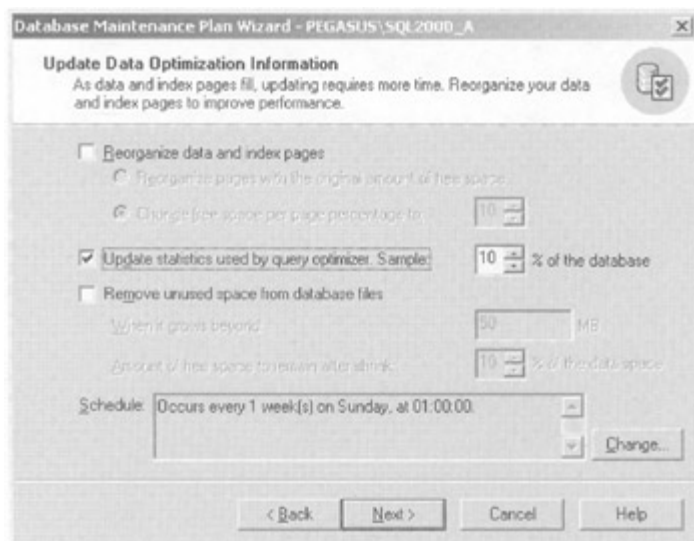 Database Maintenance Plan Wizard - PEGASUS\SQL2000_A
Update Data Optimization Information
As data and index pages fill, updating requires more time. Reorganize your data
and index pages to improve performance.
Reorganize data and index pages
Reorganize pages with the original amount of free space
Change free space per page percentage to: 10
Update statistics used by query optimizer. Sample: 10 % of the database
Remove unused space from database files
When it grows beyond: 50 MB
Amount of free space to remain after shrink: 10 % of the data space
Schedule: Occurs every 1 week(s) on Sunday, at 01:00:00.
Change...
< Back Next > Cancel Help